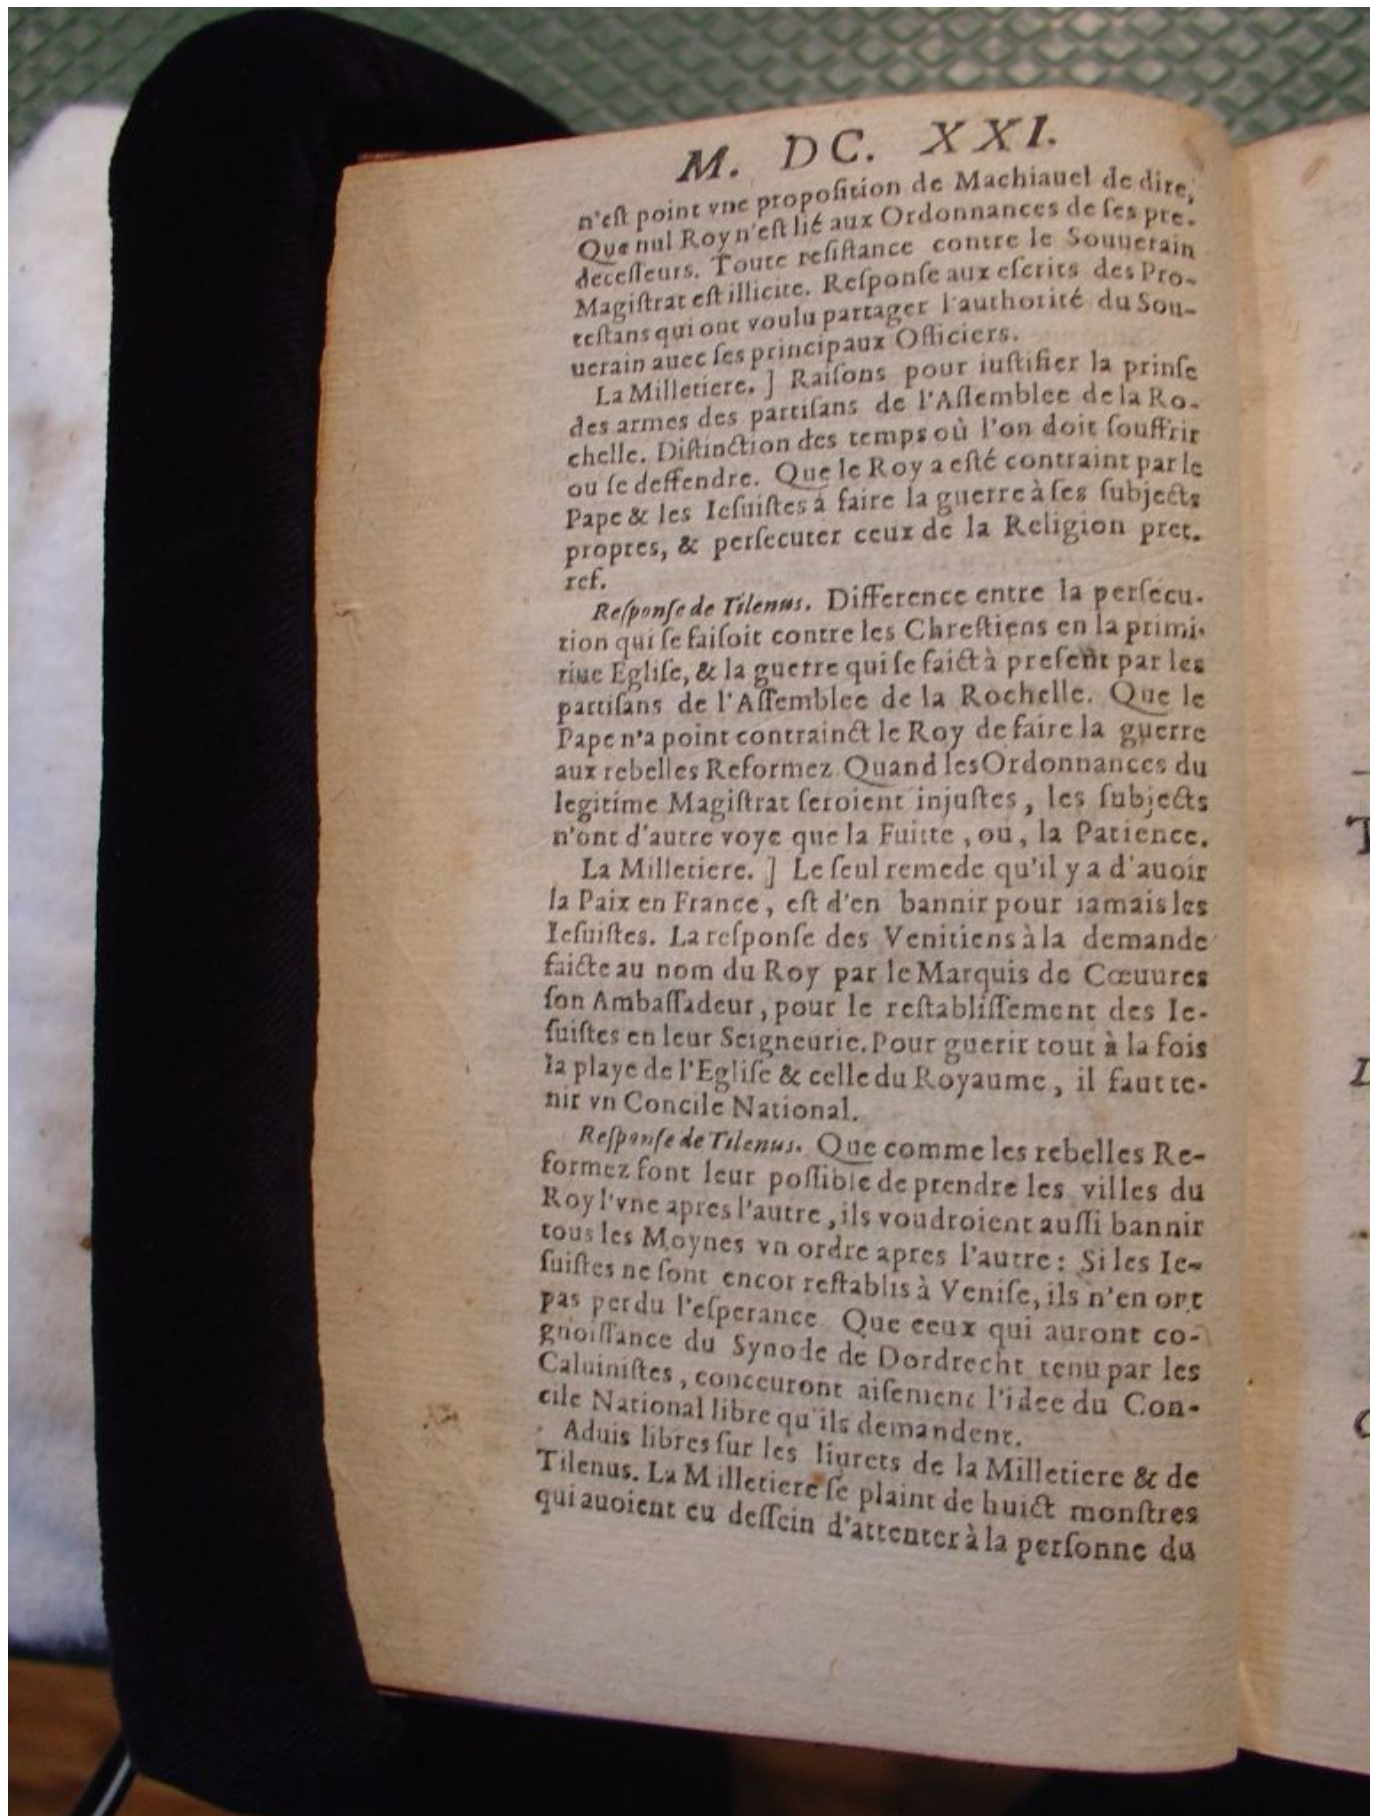 M. DC. XXI.
n'eſt point vne propoſition de Machiauel de dire,
Que nul Roy n'eſt lié aux Ordonnances de ſes pre-
deceſſeurs. Toute reſiſtance contre le Souuerain
Magiſtrat eſt illicite. Reſponſe aux eſcrits des Pro-
teſtans qui ont voulu partager l'authorité du Sou-
uerain auec ſes principaux Officiers.
La Milletiere. ] Raiſons pour iuſtifier la prinſe
des armes des partiſans de l'Aſſemblee de la Ro-
chelle. Diſtinction des temps où l'on doit ſouffrir
ou ſe deffendre. Que le Roy a eſté contraint par le
Pape & les Ieſuiſtes à faire la guerre à ſes ſubjects
propres, & perſecuter ceux de la Religion pret.
ref.
Reſponſe de Tilenus. Difference entre la perſecu-
tion qui ſe faiſoit contre les Chreſtiens en la primi-
tiue Egliſe, & la guerre qui ſe faict à preſent par les
partiſans de l'Aſſemblee de la Rochelle. Que le
Pape n'a point contrainct le Roy de faire la guerre
aux rebelles Reformez. Quand les Ordonnances du
legitime Magiſtrat ſeroient injuſtes, les ſubjects
n'ont d'autre voye que la Fuitte, ou, la Patience.
La Milletiere. ] Le ſeul remede qu'il y a d'auoir
la Paix en France, eſt d'en bannir pour iamais les
Ieſuiſtes. La reſponſe des Venitiens à la demande
faicte au nom du Roy par le Marquis de Cœuures
ſon Ambaſſadeur, pour le reſtabliſſement des Ie-
ſuiſtes en leur Seigneurie. Pour guerir tout à la fois
la playe de l'Egliſe & celle du Royaume, il faut te-
nir vn Concile National.
Reſponſe de Tilenus. Que comme les rebelles Re-
formez font leur poſſible de prendre les villes du
Roy l'vne apres l'autre, ils voudroient auſſi bannir
tous les Moynes vn ordre apres l'autre: Si les Ie-
ſuiſtes ne ſont encor reſtablis à Veniſe, ils n'en ont
pas perdu l'eſperance Que ceux qui auront co-
gnoiſſance du Synode de Dordrecht tenu par les
Caluiniſtes, conceuront aiſement l'idee du Con-
cile National libre qu'ils demandent.
Aduis libres ſur les liurets de la Milletiere & de
Tilenus. La Milletiere ſe plaint de huict monſtres
qui auoient eu deſſein d'attenter à la perſonne du